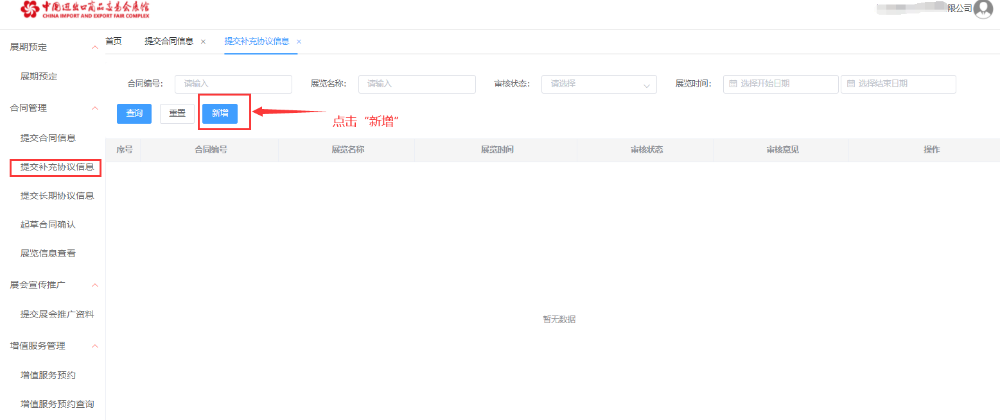 中国进出口商品交易会展馆
CHINA IMPORT AND EXPORT FAIR COMPLEX
限公司
展期预定
展期预定
合同管理
提交合同信息
提交补充协议信息
提交长期协议信息
起草合同确认
展览信息查看
展会宣传推广
提交展会推广资料
增值服务管理
增值服务预约
增值服务预约查询
首页 提交合同信息 × 提交补充协议信息 ×
合同编号： 请输入 展览名称： 请输入 审核状态： 请选择 展览时间： 选择开始日期 选择结束日期
查询 重置 新增
点击“新增”
序号 合同编号 展览名称 展览时间 审核状态 审核意见 操作
暂无数据